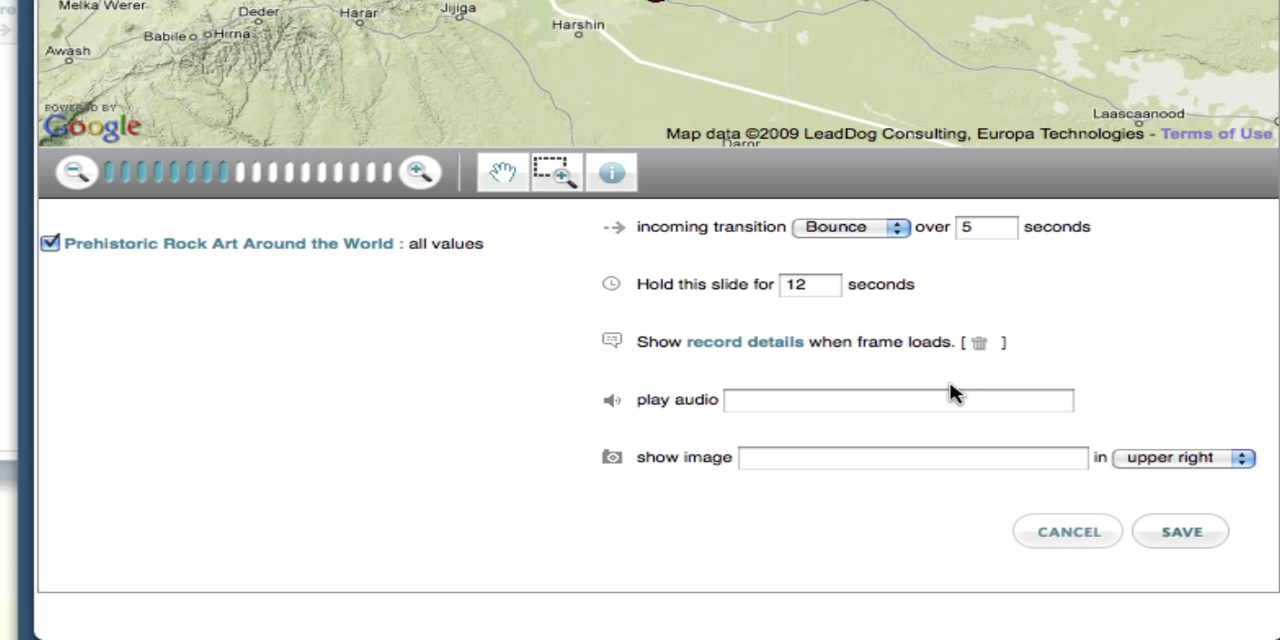 re
Melka Werer
Deder
Harar
Jijiga
Harshin
Babile
Hirna
Awash
Laascaanood
POWERED BY
Google
Map data ©2009 LeadDog Consulting, Europa Technologies - Terms of Use
Daror
incoming transition Bounce over 5 seconds
Prehistoric Rock Art Around the World : all values
Hold this slide for 12 seconds
Show record details when frame loads. [ ]
play audio
show image in upper right
CANCEL SAVE